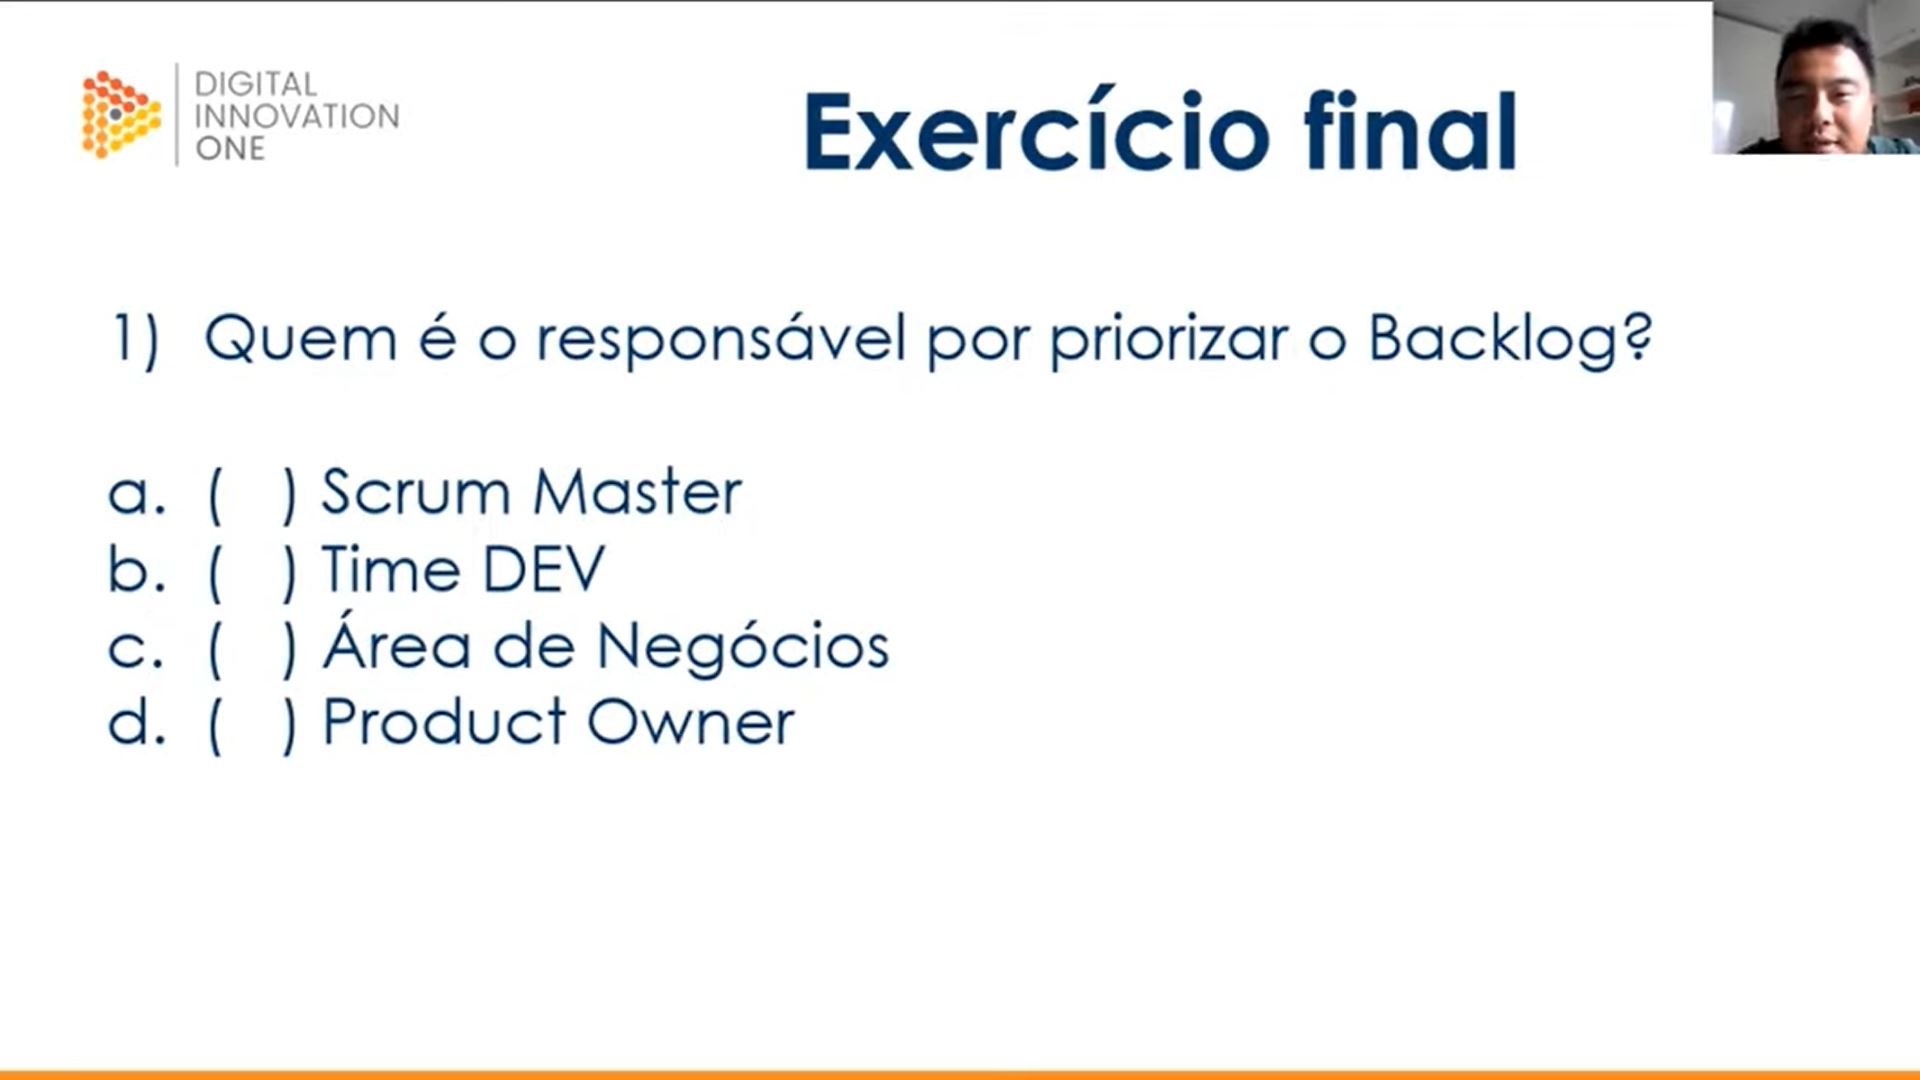 DIGITAL
INNOVATION
ONE
Exercício final
1) Quem é o responsável por priorizar o Backlog?
a. ( ) Scrum Master
b. ( ) Time DEV
c. ( ) Área de Negócios
d. ( ) Product Owner